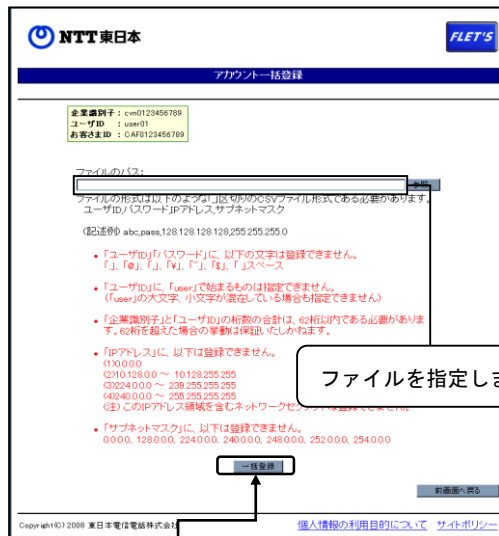 NTT東日本
FLET'S
アカウント一括登録
企業識別子：cvn0123456789
ユーザID ：user01
お客さまID ：CAF0123456789
ファイルのパス：
ファイルの形式は以下のような「,」区切りのCSVファイル形式である必要があります。
ユーザID,パスワード,IPアドレス,サブネットマスク
(記述例) abc,pass,128.128.128.128,255.255.255.0
・「ユーザID」「パスワード」に、以下の文字は登録できません。
・「ユーザID」に、「user」で始まるものは指定できません。
(「user」の大文字、小文字が混在している場合も指定できません)
・「企業識別子」と「ユーザID」の桁数の合計は、62桁以内である必要がありま
す。62桁を超えた場合の挙動は保証いたしかねます。
・「IPアドレス」に、以下は登録できません。
(1)0.0.0.0
(2)10.128.0.0 ～ 10.128.255.255
(3)224.0.0.0 ～ 239.255.255.255
(4)240.0.0.0 ～ 255.255.255.255
(注) このIPアドレス領域を含むネットワークセ
ファイルを指定しま
・「サブネットマスク」に、以下は登録できません。
0.0.0.0, 128.0.0.0, 224.0.0.0, 240.0.0.0, 248.0.0.0, 252.0.0.0, 254.0.0.0
一括登録
前画面へ戻る
Copyright(C) 2008 東日本電信電話株式会社
個人情報の利用目的について サイトポリシー